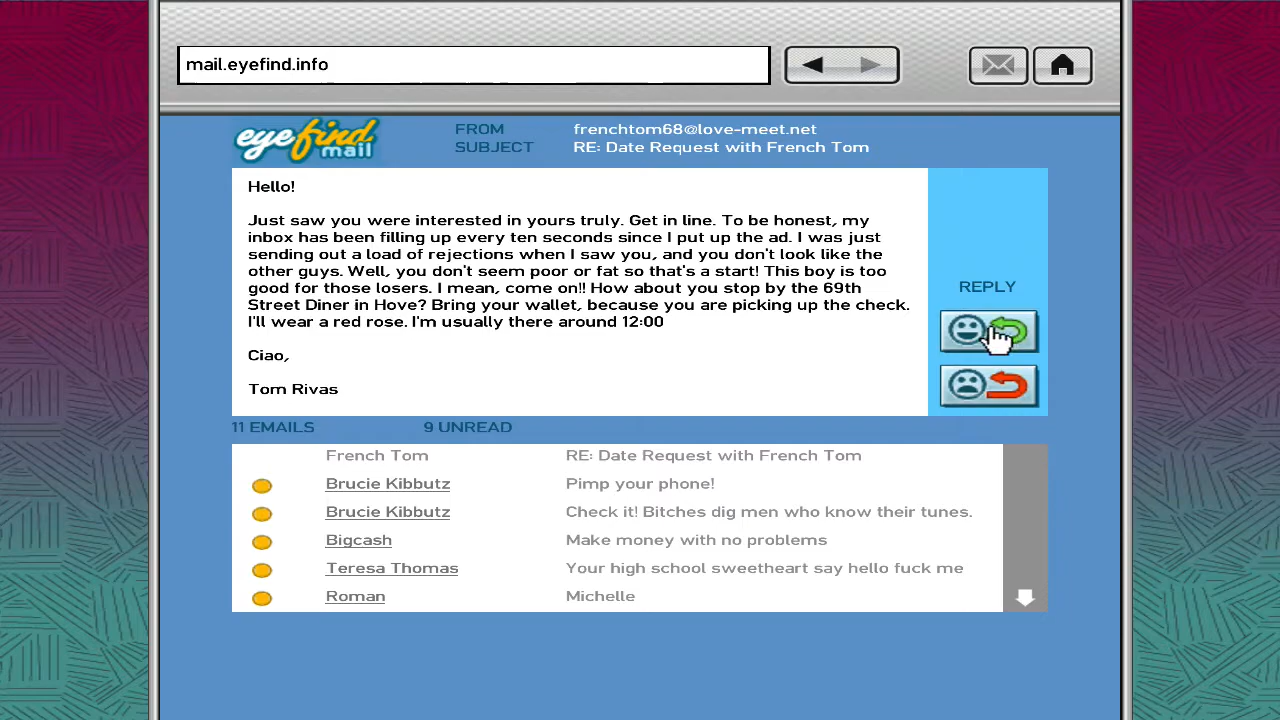 mail.eyefind.info
eyefind mail
FROM frenchtom68@love-meet.net
SUBJECT RE: Date Request with French Tom
Hello!
Just saw you were interested in yours truly. Get in line. To be honest, my
inbox has been filling up every ten seconds since I put up the ad. I was just
sending out a load of rejections when I saw you, and you don't look like the
other guys. Well, you don't seem poor or fat so that's a start! This boy is too
good for those losers. I mean, come on!! How about you stop by the 69th
Street Diner in Hove? Bring your wallet, because you are picking up the check.
I'll wear a red rose. I'm usually there around 12:00
Ciao,
Tom Rivas
REPLY
11 EMAILS 9 UNREAD
French Tom RE: Date Request with French Tom
Brucie Kibbutz Pimp your phone!
Brucie Kibbutz Check it! Bitches dig men who know their tunes.
Bigcash Make money with no problems
Teresa Thomas Your high school sweetheart say hello fuck me
Roman Michelle